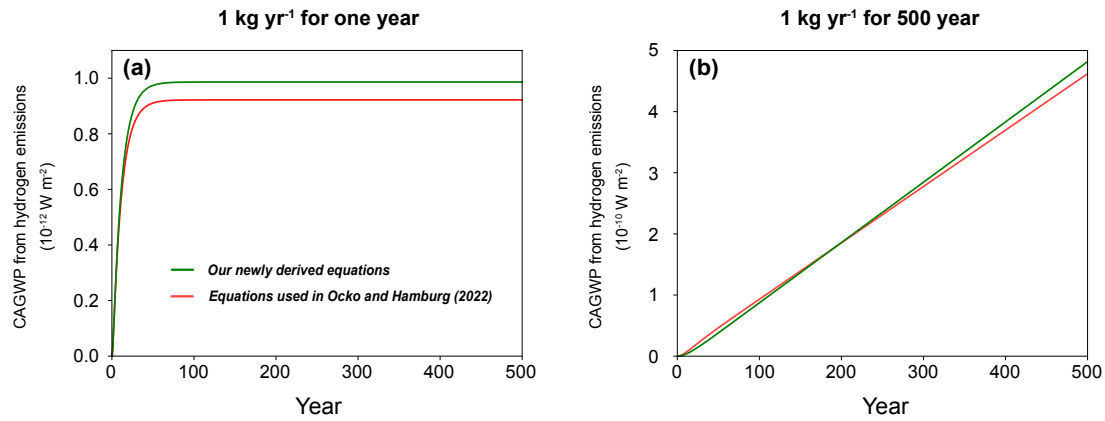 1 kg yr⁻¹ for one year
(a)
1.0
0.8
0.6
0.4
0.2
0.0
CAGWP from hydrogen emissions
(10⁻¹² W m⁻²)
Our newly derived equations
Equations used in Ocko and Hamburg (2022)
0 100 200 300 400 500
Year
1 kg yr⁻¹ for 500 year
(b)
5
4
3
2
1
0
CAGWP from hydrogen emissions
(10⁻¹⁰ W m⁻²)
0 100 200 300 400 500
Year